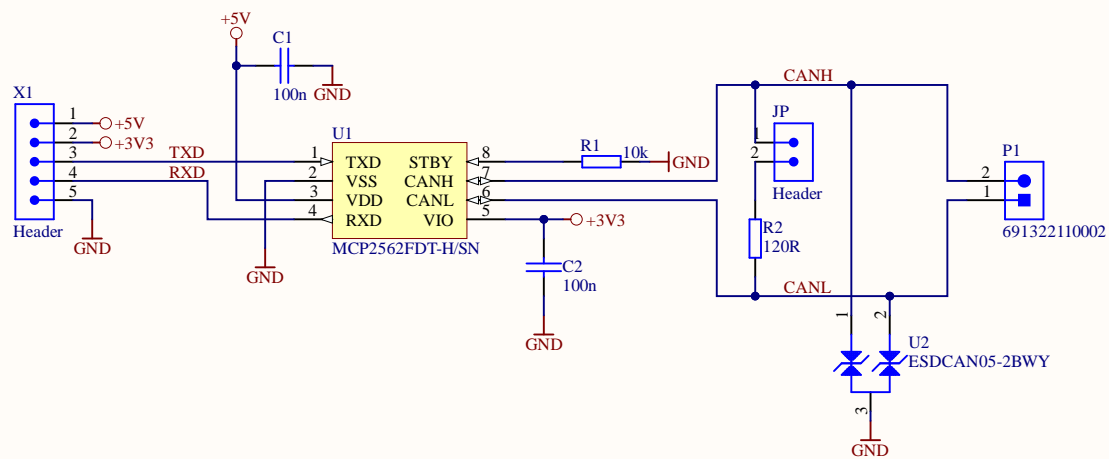 +5V
C1
100n
GND
X1
1
+5V
2
+3V3
3
TXD
4
RXD
5
Header
GND
U1
1
TXD
STBY
8
2
VSS
CANH
7
3
VDD
CANL
6
4
RXD
VIO
5
MCP2562FDT-H/SN
GND
R1
10k
GND
+3V3
C2
100n
GND
CANH
JP
1
2
Header
R2
120R
CANL
P1
2
1
691322110002
1
2
U2
ESDCAN05-2BWY
3
GND